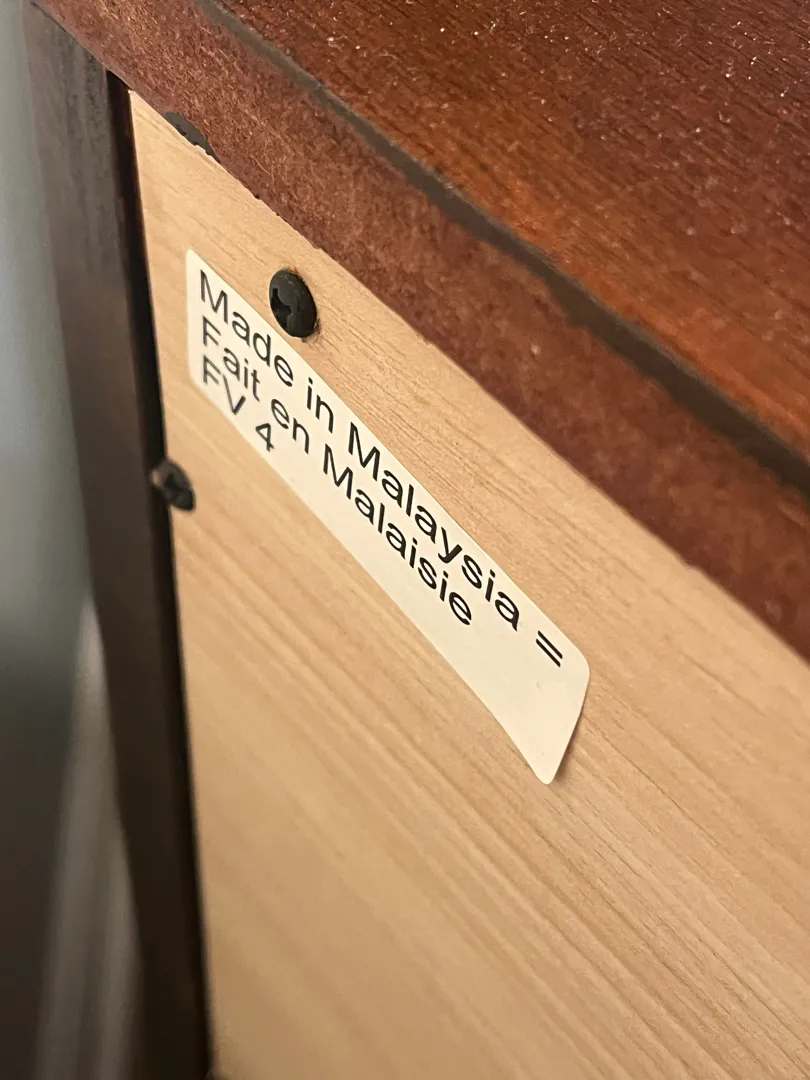 Made in Malaysia =
Fait en Malaisie
FV 4